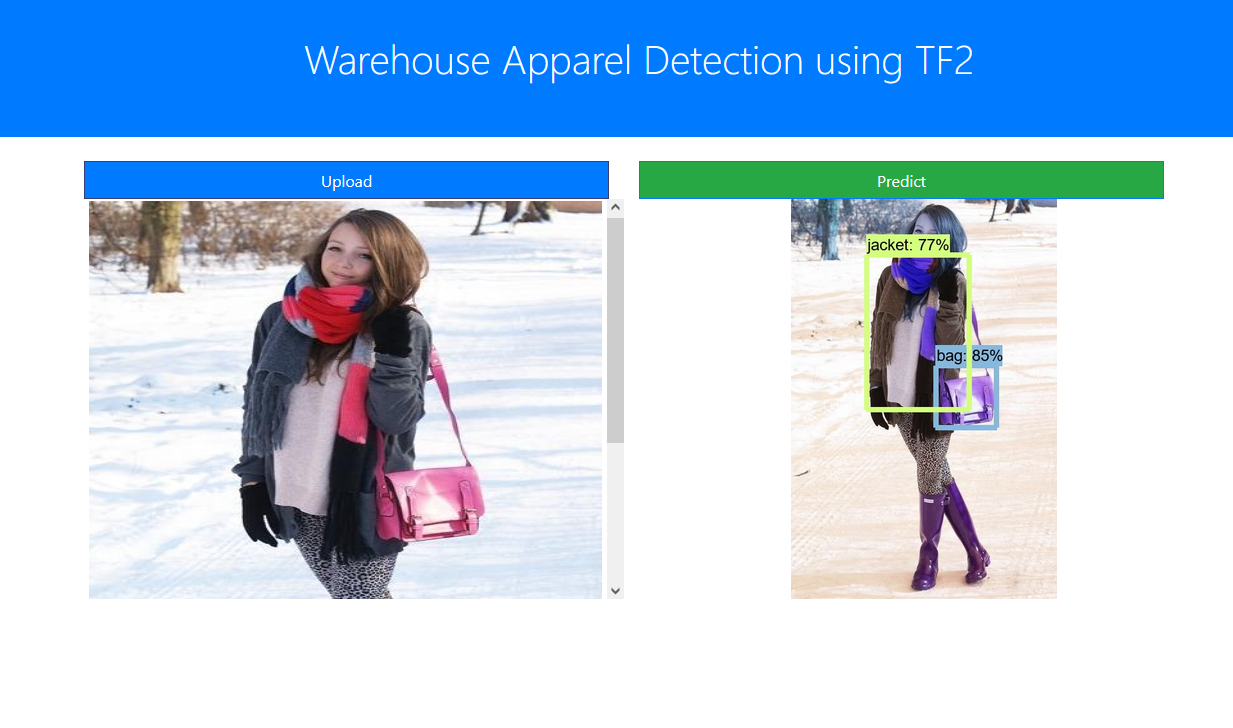 Warehouse Apparel Detection using TF2
Upload
Predict
jacket: 77%
bag: 85%